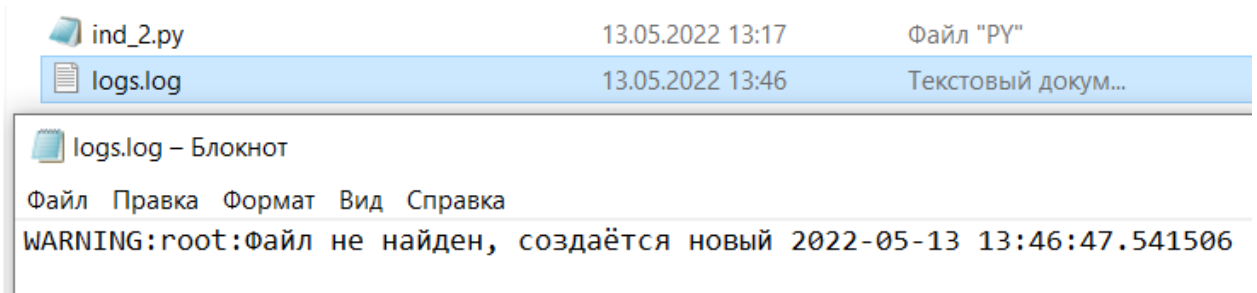 ind_2.py 13.05.2022 13:17 Файл "PY"
logs.log 13.05.2022 13:46 Текстовый докум...
logs.log – Блокнот
Файл Правка Формат Вид Справка
WARNING:root:Файл не найден, создаётся новый 2022-05-13 13:46:47.541506